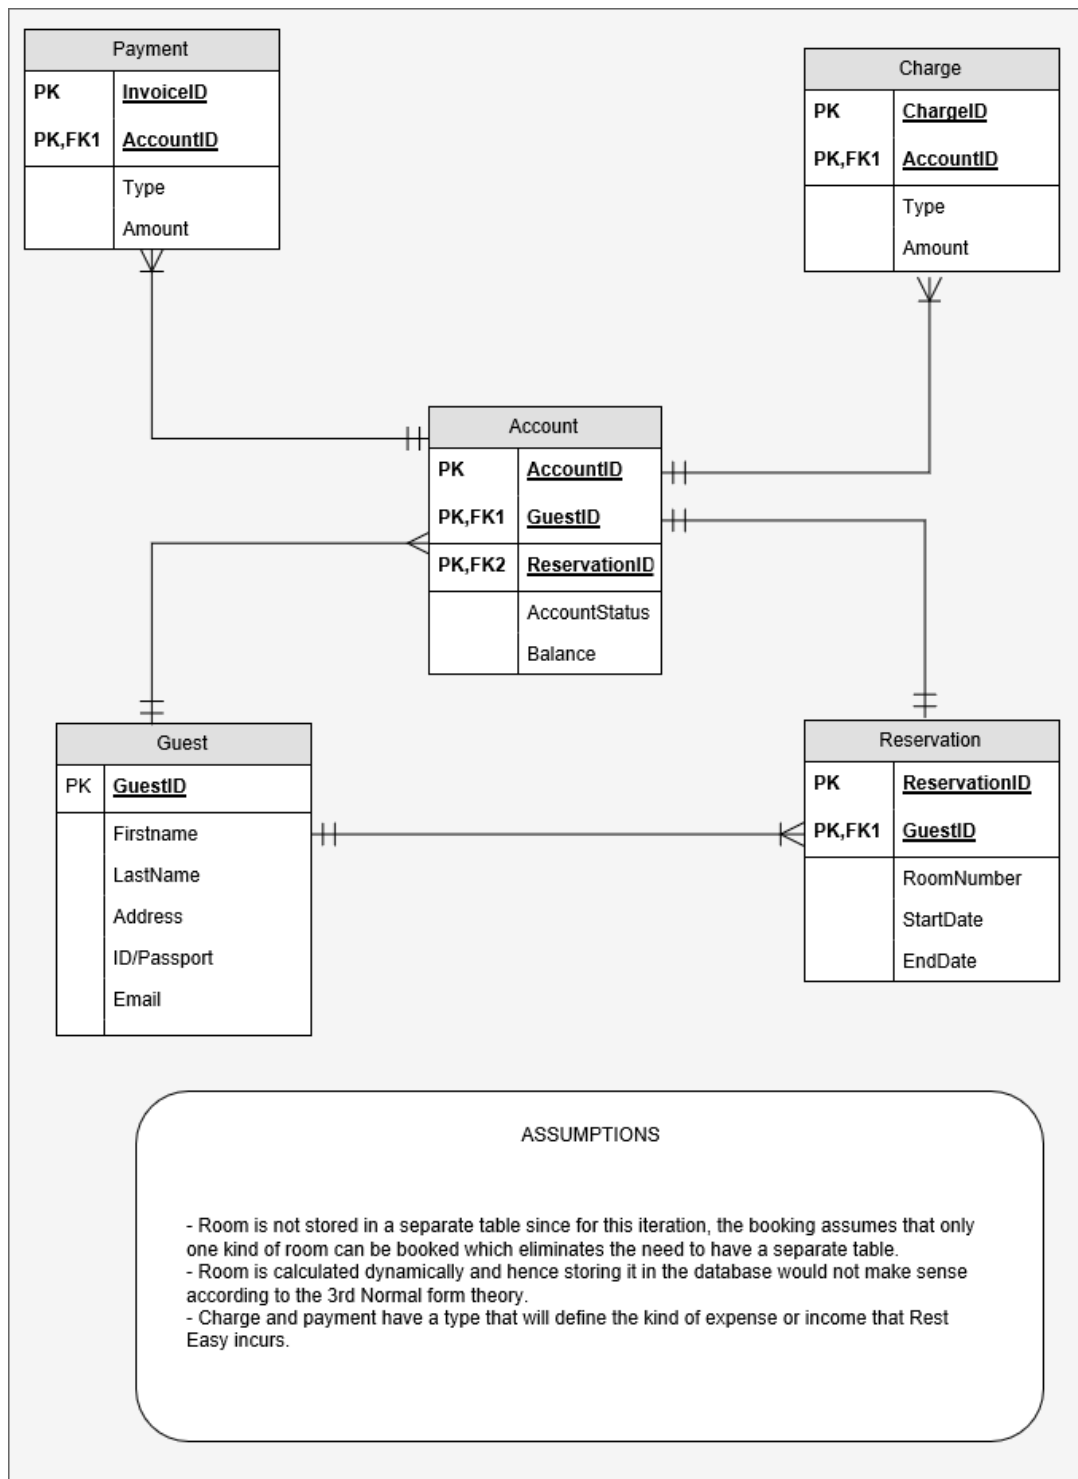 Payment
PK InvoiceID
PK,FK1 AccountID
Type
Amount
Charge
PK ChargeID
PK,FK1 AccountID
Type
Amount
Account
PK AccountID
PK,FK1 GuestID
PK,FK2 ReservationID
AccountStatus
Balance
Guest
PK GuestID
Firstname
LastName
Address
ID/Passport
Email
Reservation
PK ReservationID
PK,FK1 GuestID
RoomNumber
StartDate
EndDate
ASSUMPTIONS
- Room is not stored in a separate table since for this iteration, the booking assumes that only
one kind of room can be booked which eliminates the need to have a separate table.
- Room is calculated dynamically and hence storing it in the database would not make sense
according to the 3rd Normal form theory.
- Charge and payment have a type that will define the kind of expense or income that Rest
Easy incurs.